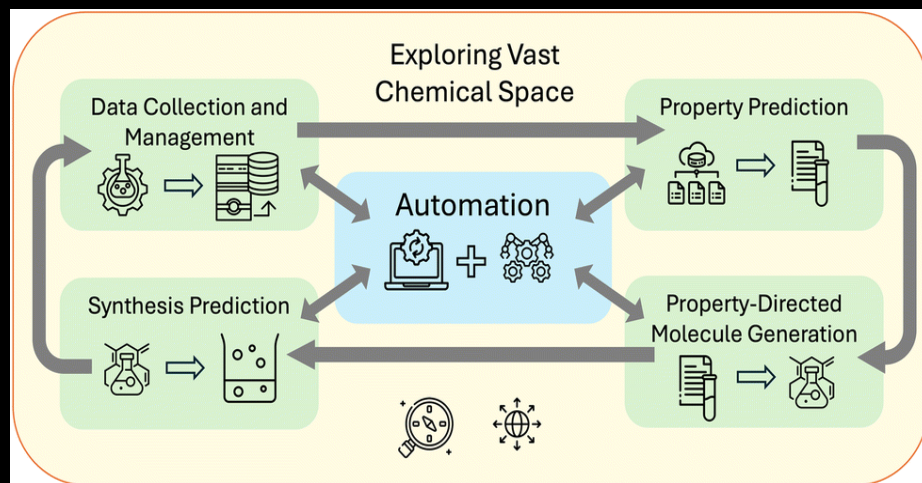 Exploring Vast
Chemical Space
Data Collection and
Management
Property Prediction
Automation
Synthesis Prediction
Property-Directed
Molecule Generation